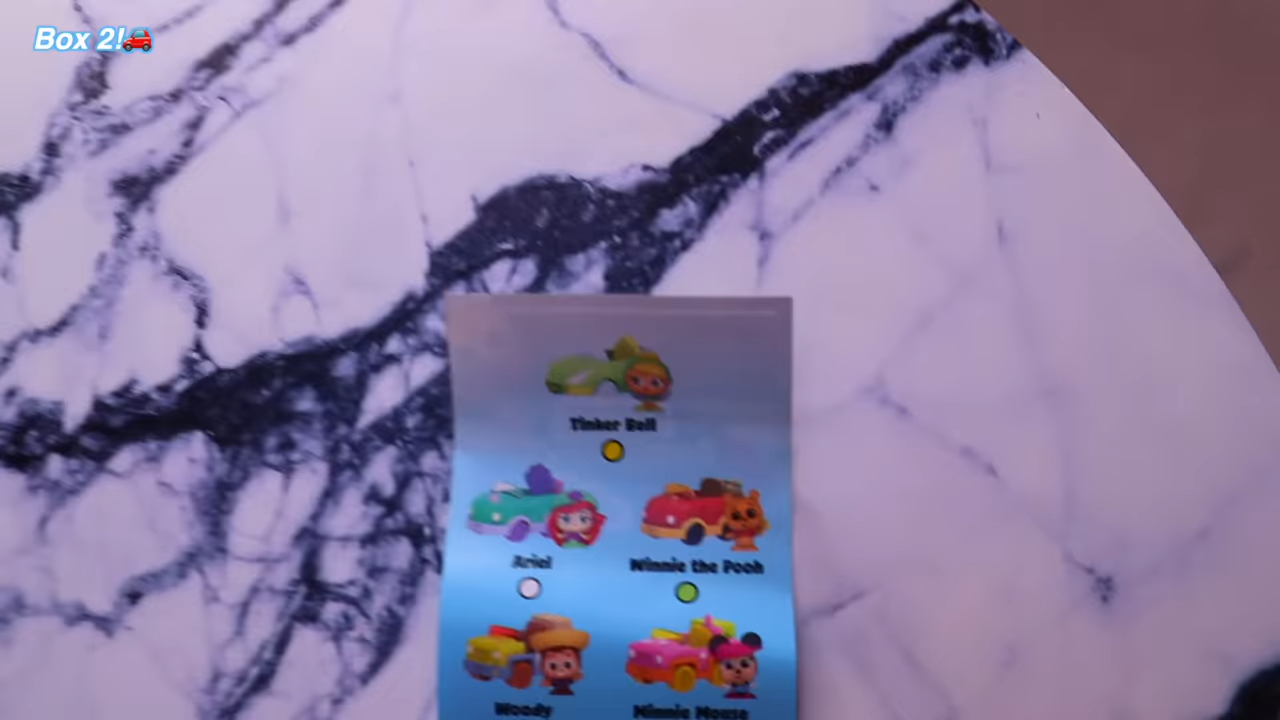 Box 2!🚗
Tinker Bell
Ariel
Winnie the Pooh
Woody
Minnie Mouse